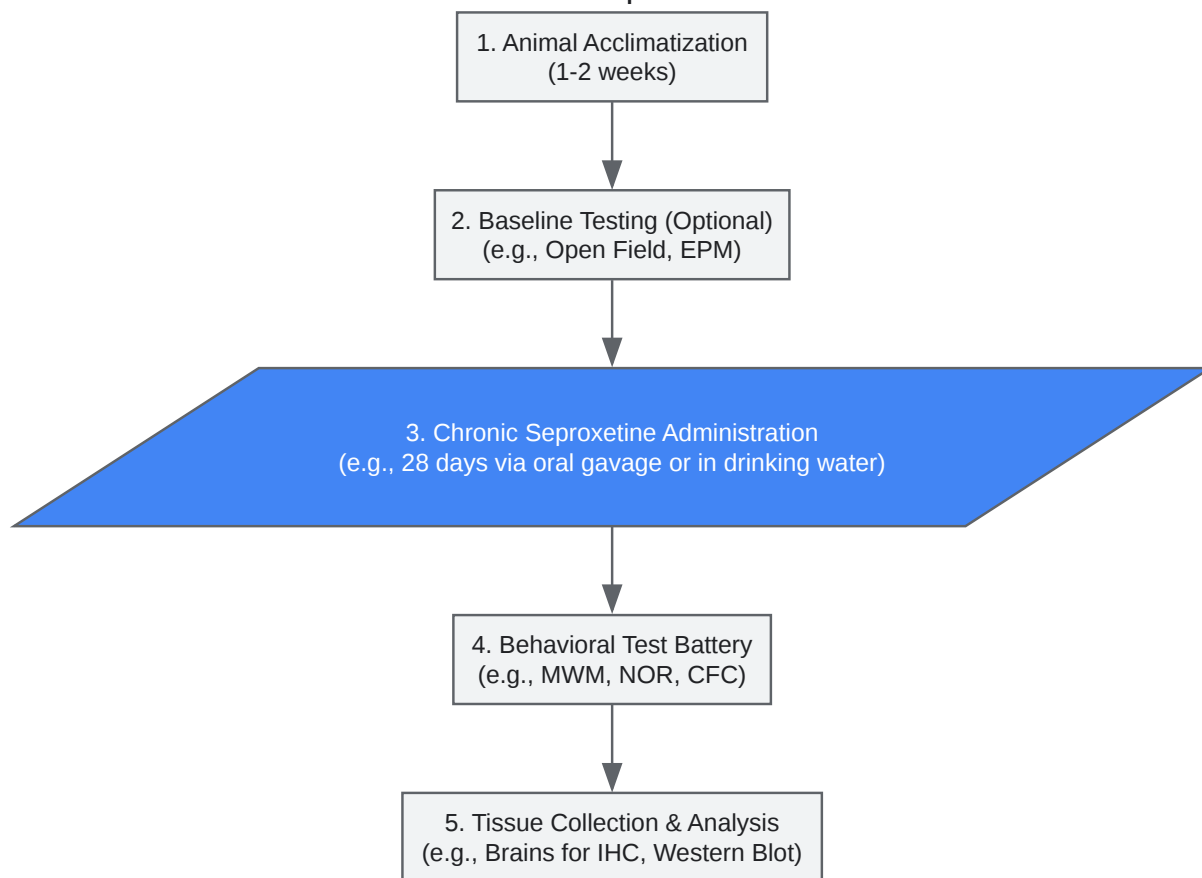 1. Animal Acclimatization
(1-2 weeks)
2. Baseline Testing (Optional)
(e.g., Open Field, EPM)
3. Chronic Seproxetine Administration
(e.g., 28 days via oral gavage or in drinking water)
4. Behavioral Test Battery
(e.g., MWM, NOR, CFC)
5. Tissue Collection & Analysis
(e.g., Brains for IHC, Western Blot)